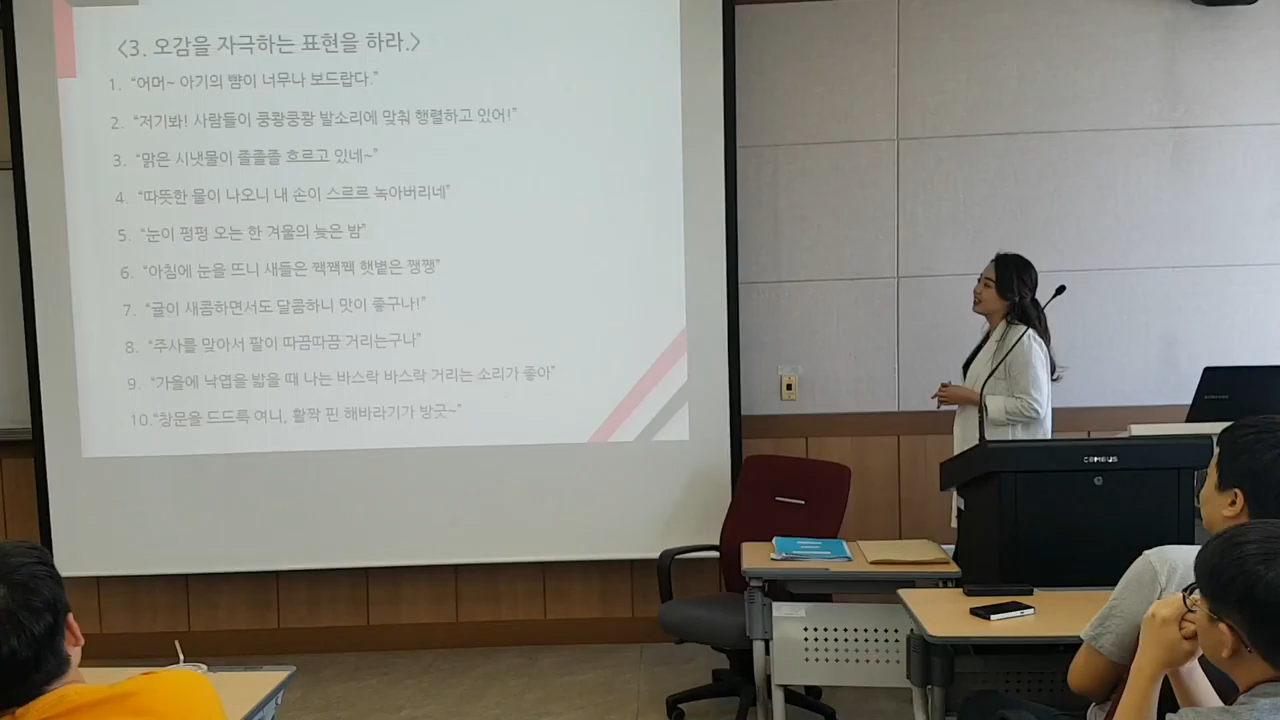 <3. 오감을 자극하는 표현을 하라.>
1. "어머~ 아기의 뺨이 너무나 보드랍다."
2. "저기봐! 사람들이 쿵쾅쿵쾅 발소리에 맞춰 행렬하고 있어!"
3. "맑은 시냇물이 졸졸졸 흐르고 있네~"
4. "따뜻한 물이 나오니 내 손이 스르르 녹아버리네"
5. "눈이 펑펑 오는 한 겨울의 늦은 밤"
6. "아침에 눈을 뜨니 새들은 짹짹짹 햇볕은 쨍쨍"
7. "귤이 새콤하면서도 달콤하니 맛이 좋구나!"
8. "주사를 맞아서 팔이 따끔따끔 거리는구나"
9. "가을에 낙엽을 밟을 때 나는 바스락 바스락 거리는 소리가 좋아"
10. "창문을 드드륵 여니, 활짝 핀 해바라기가 방긋~"
SAMSUNG
COMBUS